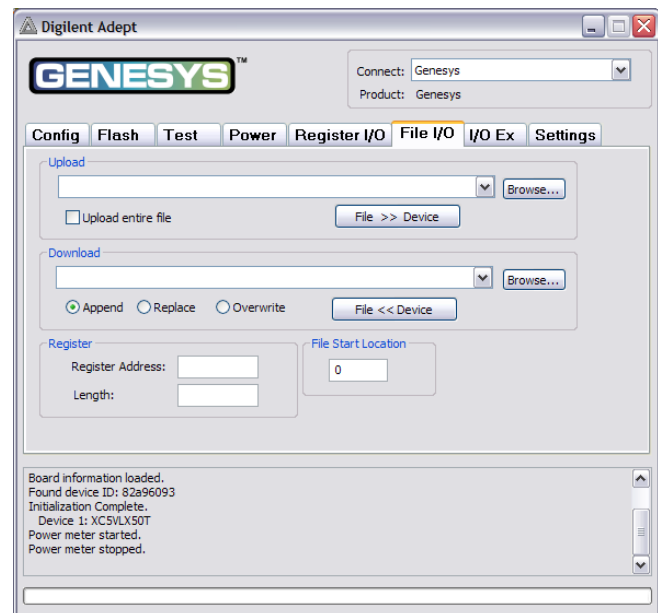 Digilent Adept
GENESYS™
Connect: Genesys
Product: Genesys
Config Flash Test Power Register I/O File I/O I/O Ex Settings
Upload
Browse...
Upload entire file File >> Device
Download
Browse...
Append Replace Overwrite File << Device
Register File Start Location
Register Address: 0
Length:
Board information loaded.
Found device ID: 82a96093
Initialization Complete.
Device 1: XC5VLX50T
Power meter started.
Power meter stopped.